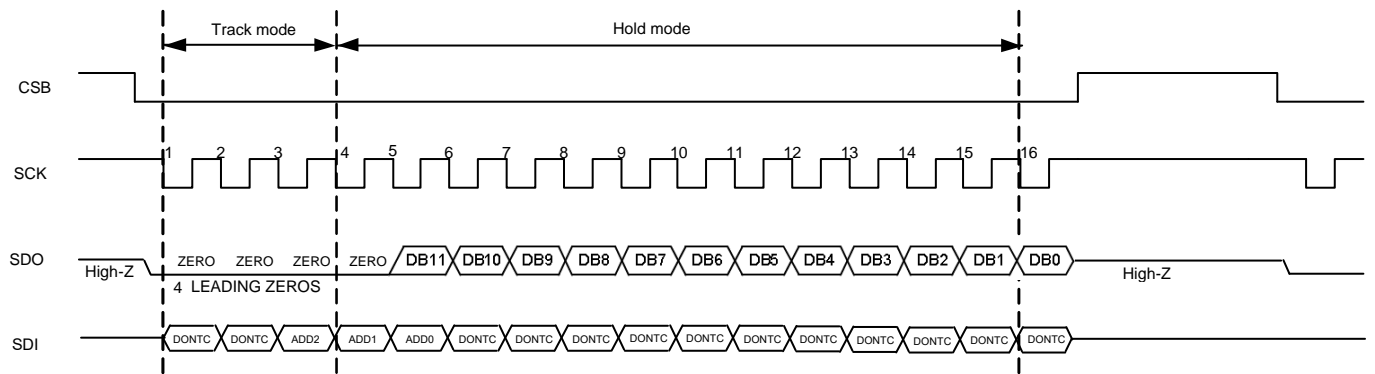 Track mode
Hold mode
CSB
SCK
1 2 3 4 5 6 7 8 9 10 11 12 13 14 15 16
SDO
High-Z
ZERO ZERO ZERO ZERO DB11 DB10 DB9 DB8 DB7 DB6 DB5 DB4 DB3 DB2 DB1 DB0
High-Z
4 LEADING ZEROS
SDI
DONTC DONTC ADD2 ADD1 ADD0 DONTC DONTC DONTC DONTC DONTC DONTC DONTC DONTC DONTC DONTC DONTC